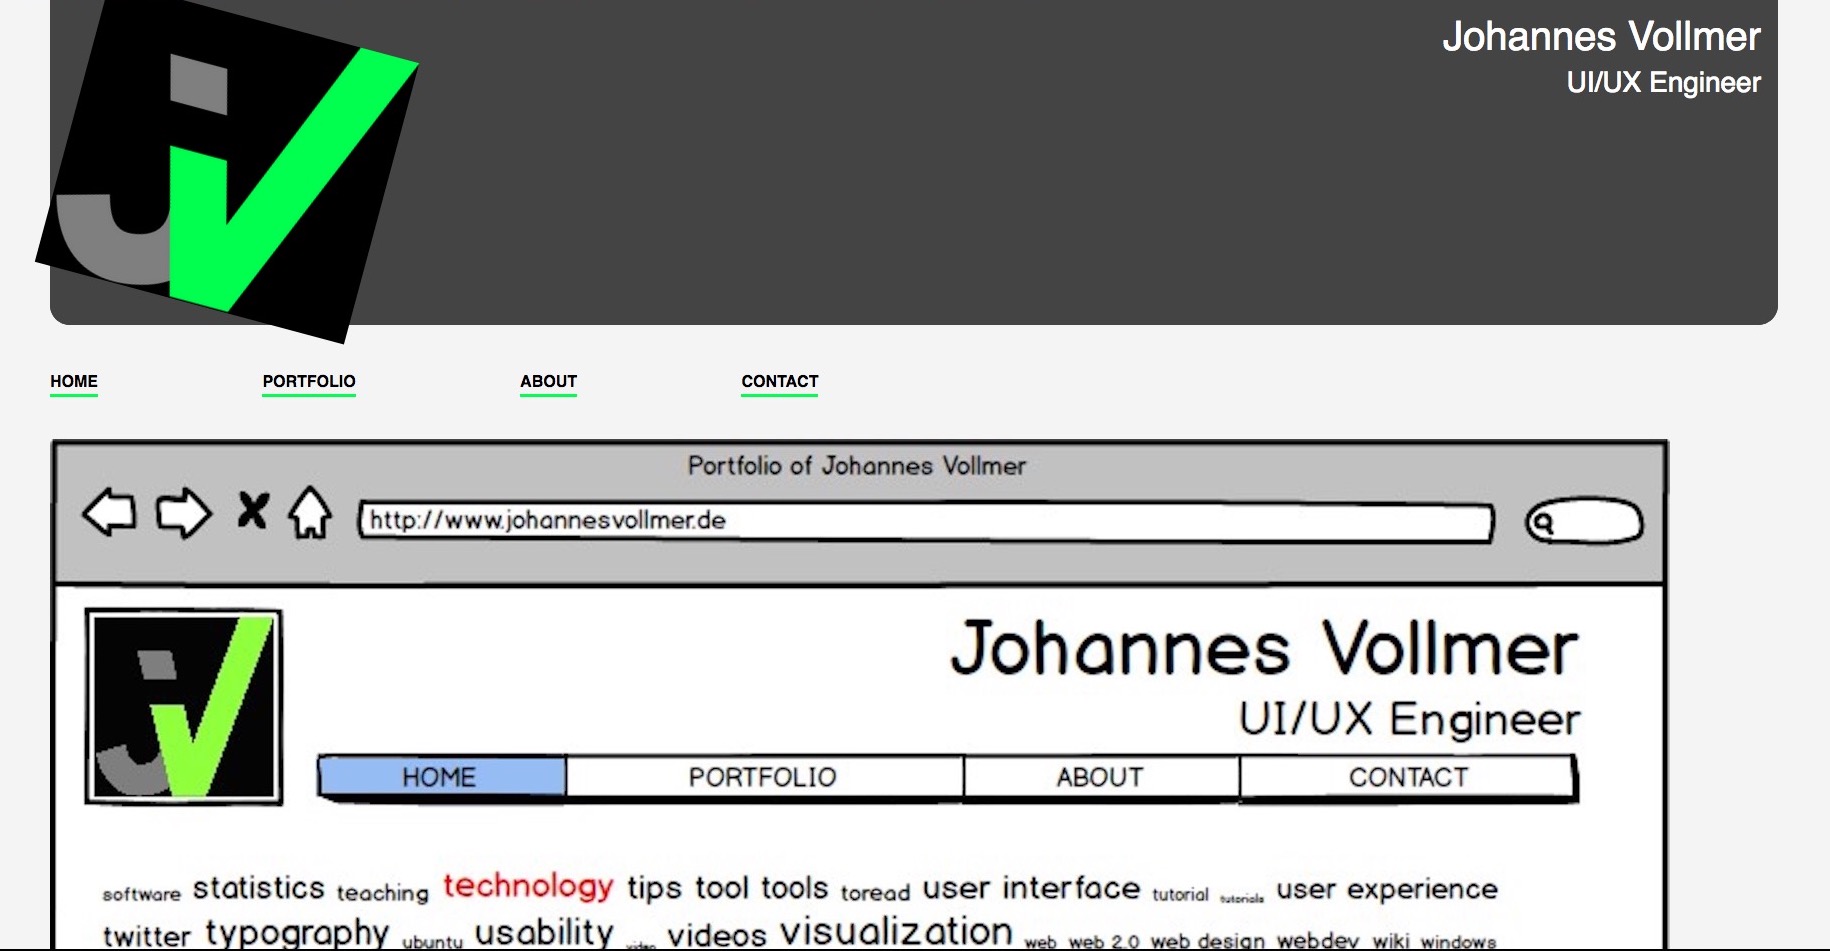 Johannes Vollmer
UI/UX Engineer
HOME PORTFOLIO ABOUT CONTACT
Portfolio of Johannes Vollmer
http://www.johannesvollmer.de
Johannes Vollmer
UI/UX Engineer
HOME PORTFOLIO ABOUT CONTACT
software statistics teaching technology tips tool tools toread user interface tutorial tutorials user experience
twitter typography ubuntu usability video videos visualization web web 2.0 web design webdev wiki windows